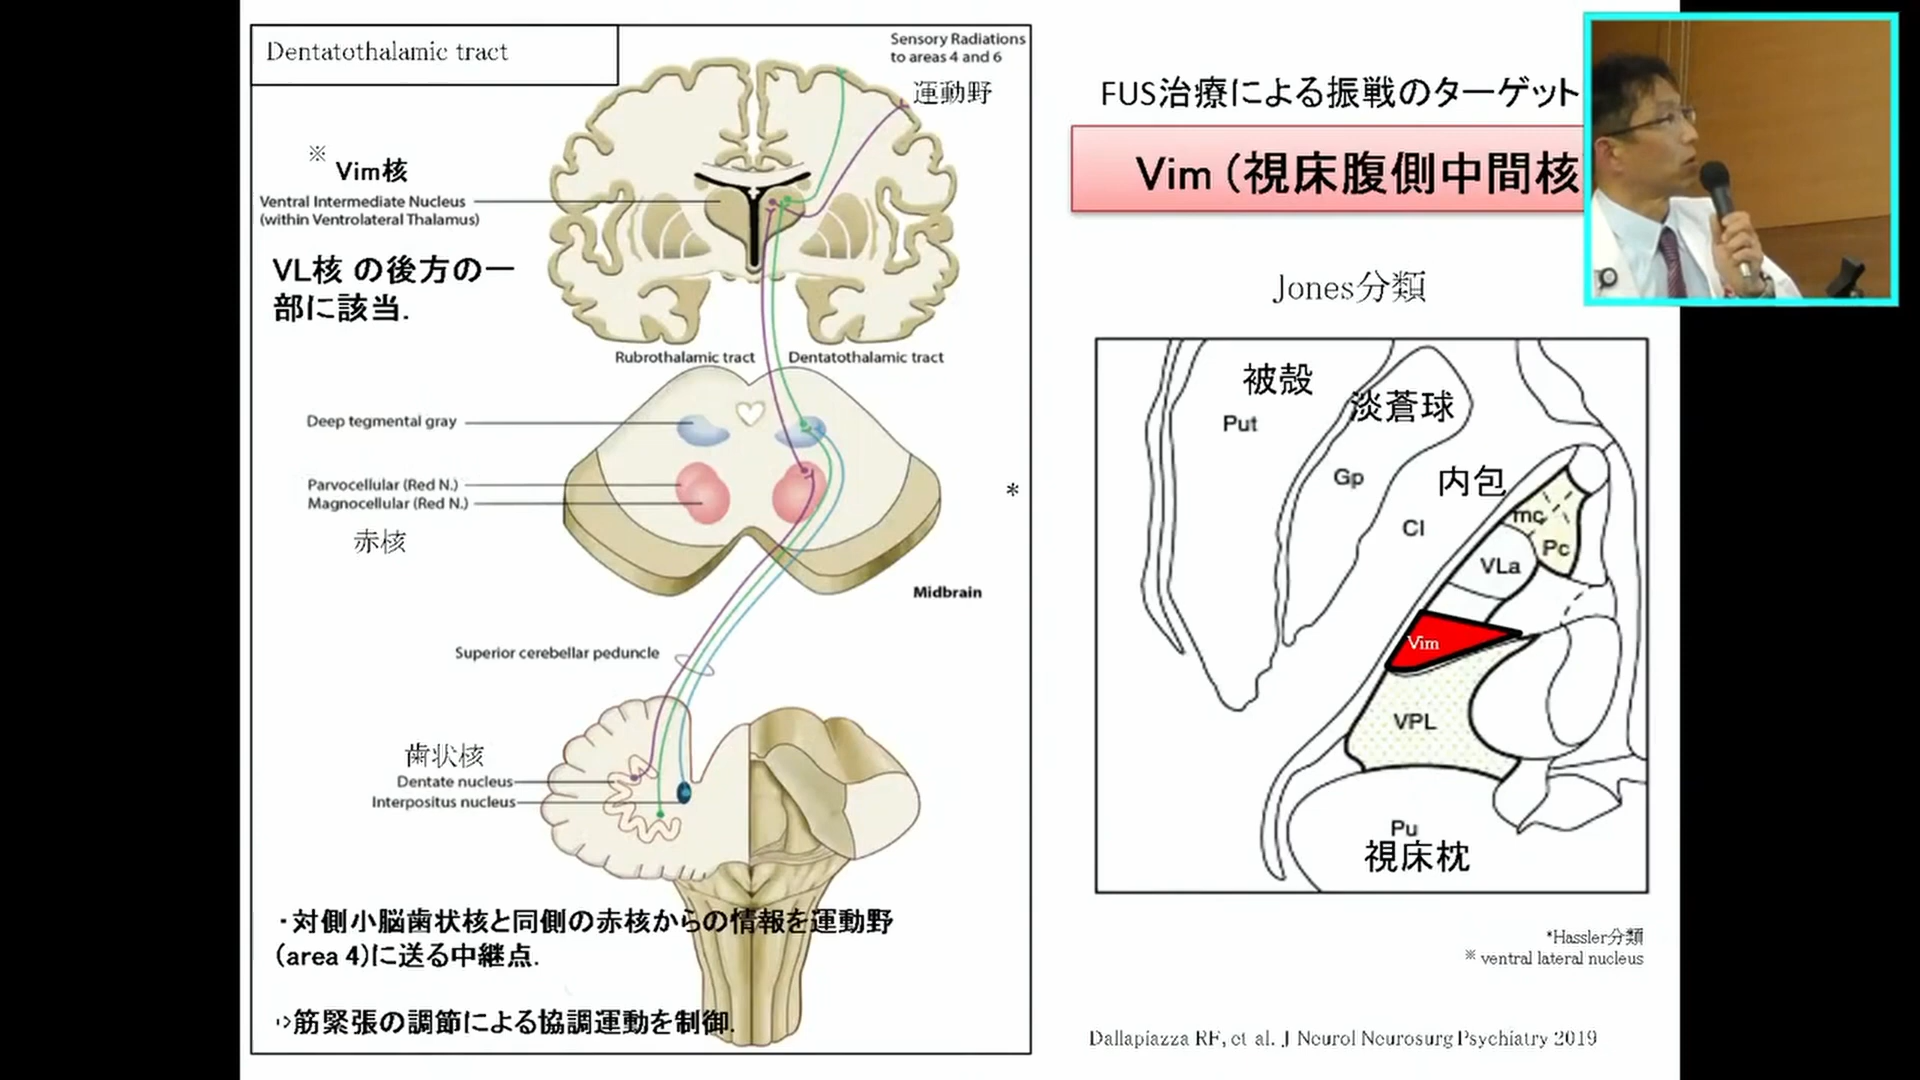 Dentatothalamic tract
Sensory Radiations
to areas 4 and 6
運動野
※
Vim核
Ventral Intermediate Nucleus
(within Ventrolateral Thalamus)
VL核 の後方の一
部に該当.
Rubrothalamic tract
Dentatothalamic tract
Deep tegmental gray
Parvocellular (Red N.)
Magnocellular (Red N.)
赤核
Midbrain
Superior cerebellar peduncle
歯状核
Dentate nucleus
Interpositus nucleus
・対側小脳歯状核と同側の赤核からの情報を運動野
(area 4)に送る中継点.
➩筋緊張の調節による協調運動を制御.
*
FUS治療による振戦のターゲット
Vim (視床腹側中間核
Jones分類
被殻
Put
淡蒼球
Gp
内包
CI
mc
Pc
VLa
Vim
VPL
Pu
視床枕
*Hassler分類
※ ventral lateral nucleus
Dallapiazza RF, et al. J Neurol Neurosurg Psychiatry 2019